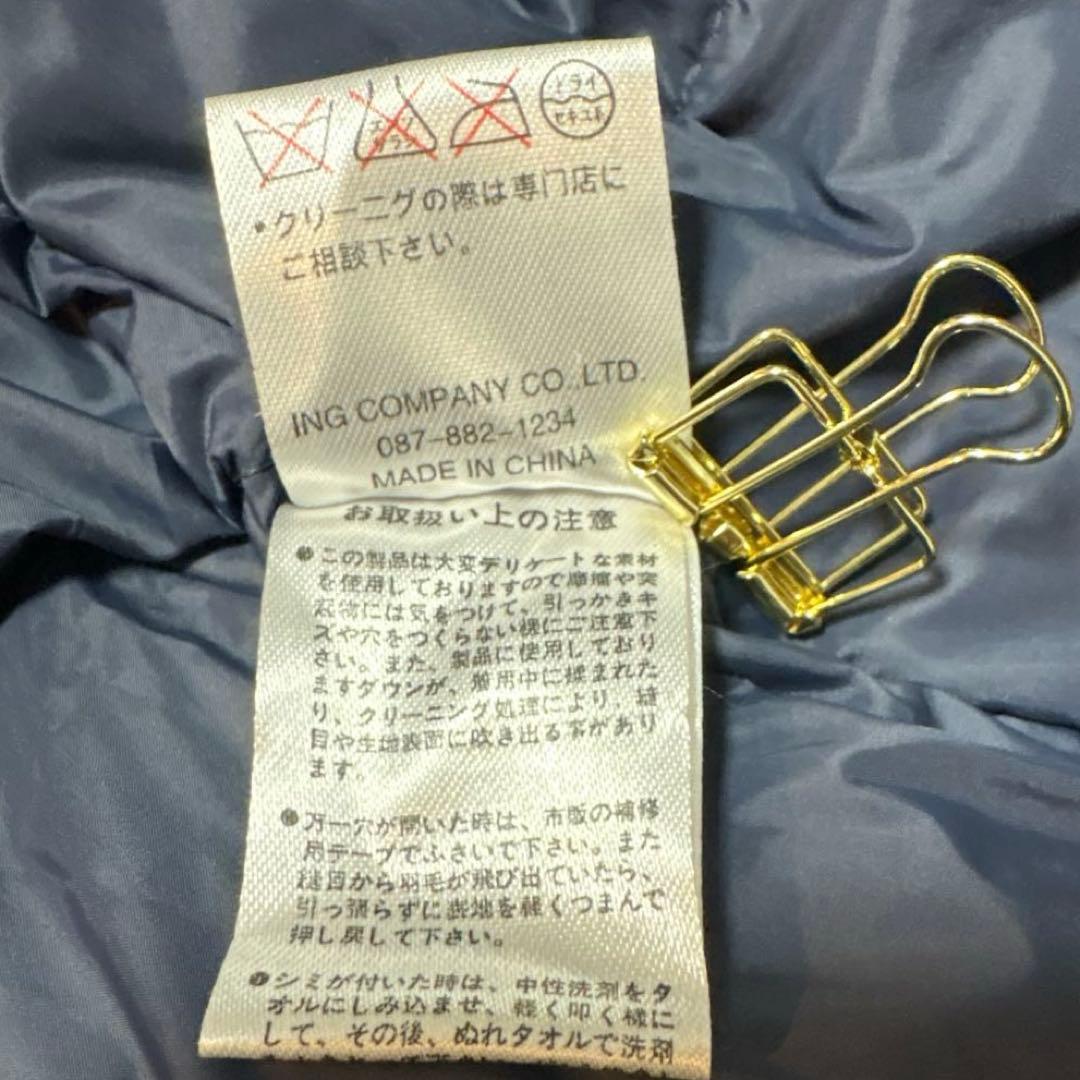 エンソ
サラシ
ドライ
セキユ系
・クリーニングの際は専門店に
ご相談下さい。
ING COMPANY CO.,LTD.
087-882-1234
MADE IN CHINA
お取扱い上の注意
●この製品は大変デリケートな素材
を使用しておりますので摩擦や突
起物には気をつけて、引っかきキ
ズや穴をつくらない様にご注意下
さい。また、製品に使用しており
ますダウンが、着用中に揉まれた
り、クリーニング処理により、縫
目や生地表面に吹き出る事があり
ます。
●万一穴が開いた時は、市販の補修
用テープでふさいで下さい。また
縫目から羽毛が飛び出ていたら、
引っ張らずに生地を軽くつまんで
押し戻して下さい。
●シミが付いた時は、中性洗剤をタ
オルにしみ込ませ、軽く叩く様に
して、その後、ぬれタオルで洗剤